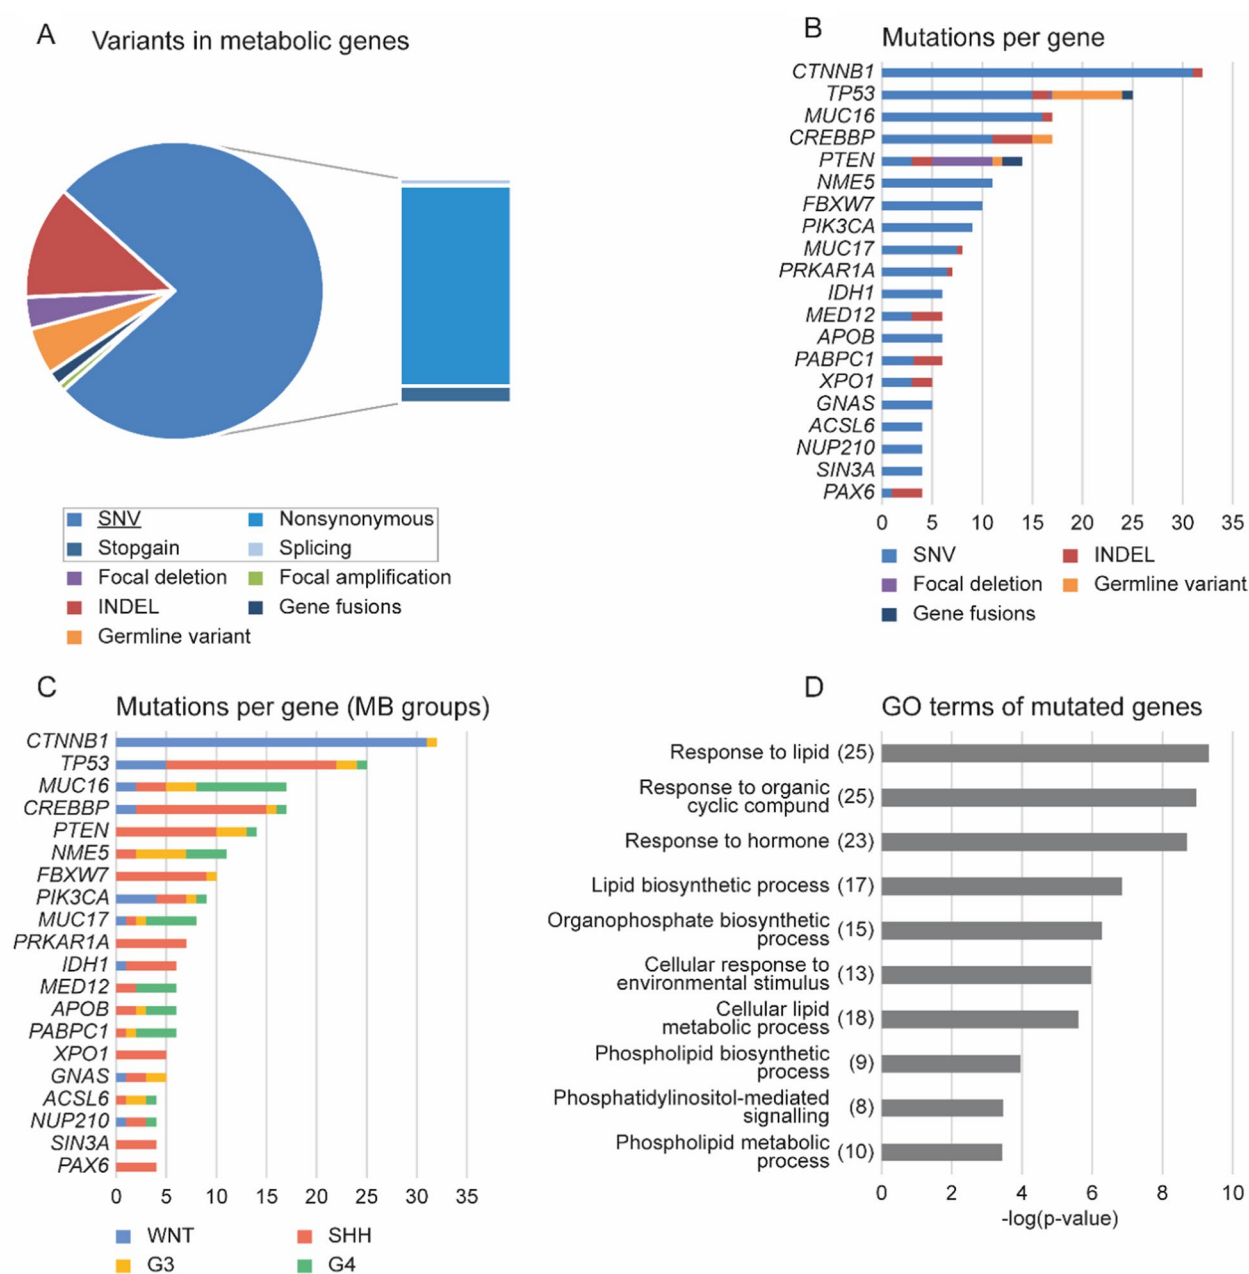 A
Variants in metabolic genes
SNV
Nonsynonymous
Stopgain
Splicing
Focal deletion
Focal amplification
INDEL
Gene fusions
Germline variant
B
Mutations per gene
CTNNB1
TP53
MUC16
CREBBP
PTEN
NME5
FBXW7
PIK3CA
MUC17
PRKAR1A
IDH1
MED12
APOB
PABPC1
XPO1
GNAS
ACSL6
NUP210
SIN3A
PAX6
0 5 10 15 20 25 30 35
SNV
INDEL
Focal deletion
Germline variant
Gene fusions
C
Mutations per gene (MB groups)
CTNNB1
TP53
MUC16
CREBBP
PTEN
NME5
FBXW7
PIK3CA
MUC17
PRKAR1A
IDH1
MED12
APOB
PABPC1
XPO1
GNAS
ACSL6
NUP210
SIN3A
PAX6
0 5 10 15 20 25 30 35
WNT
SHH
G3
G4
D
GO terms of mutated genes
Response to lipid (25)
Response to organic
cyclic compund (25)
Response to hormone (23)
Lipid biosynthetic process (17)
Organophosphate biosynthetic
process (15)
Cellular response to
environmental stimulus (13)
Cellular lipid
metabolic process (18)
Phospholipid biosynthetic
process (9)
Phosphatidylinositol-mediated
signalling (8)
Phospholipid metabolic
process (10)
0 2 4 6 8 10
-log(p-value)